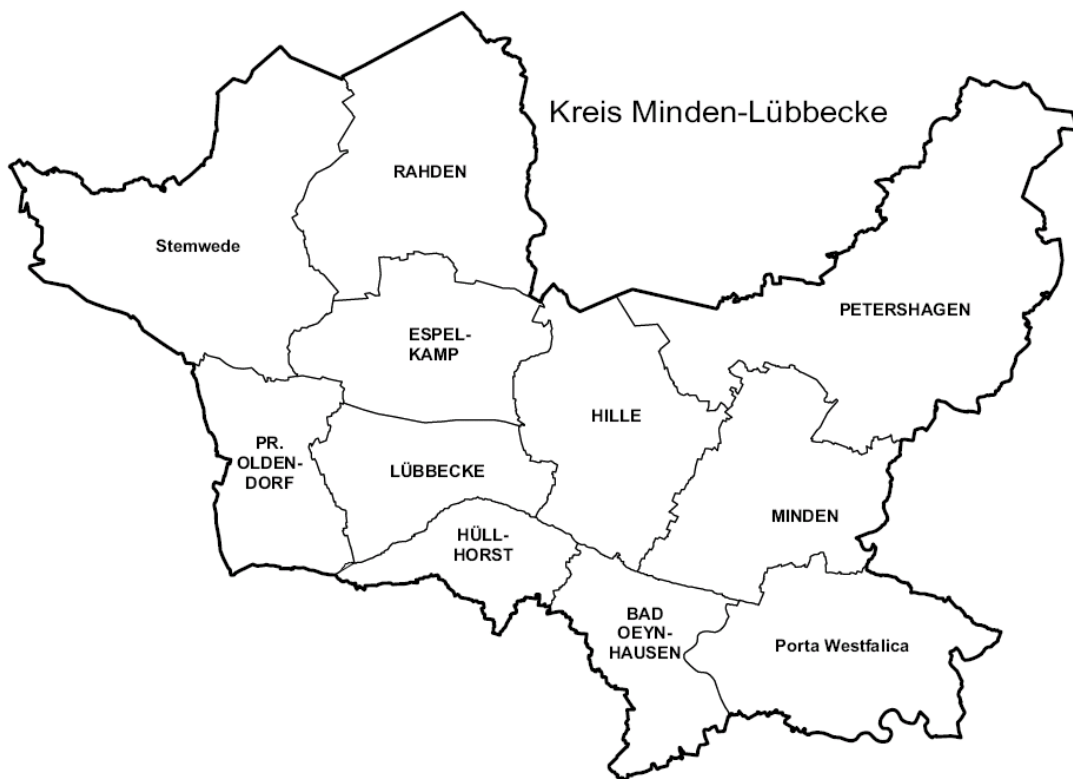 Kreis Minden-Lübbecke
RAHDEN
Stemwede
PETERSHAGEN
ESPEL-
KAMP
HILLE
PR.
OLDEN-
DORF
LÜBBECKE
MINDEN
HÜLL-
HORST
BAD
OEYN-
HAUSEN
Porta Westfalica